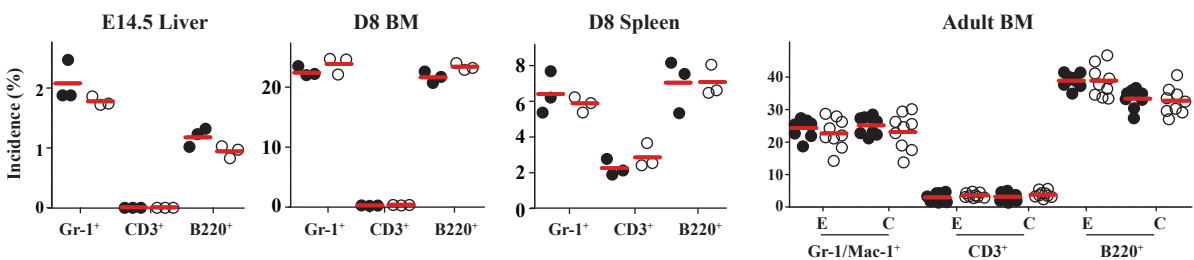 E14.5 Liver
D8 BM
D8 Spleen
Adult BM
Incidence (%)
2
1
0
Gr-1⁺ CD3⁺ B220⁺
20
10
0
Gr-1⁺ CD3⁺ B220⁺
8
6
4
2
0
Gr-1⁺ CD3⁺ B220⁺
40
30
20
10
0
E C E C E C
Gr-1/Mac-1⁺ CD3⁺ B220⁺